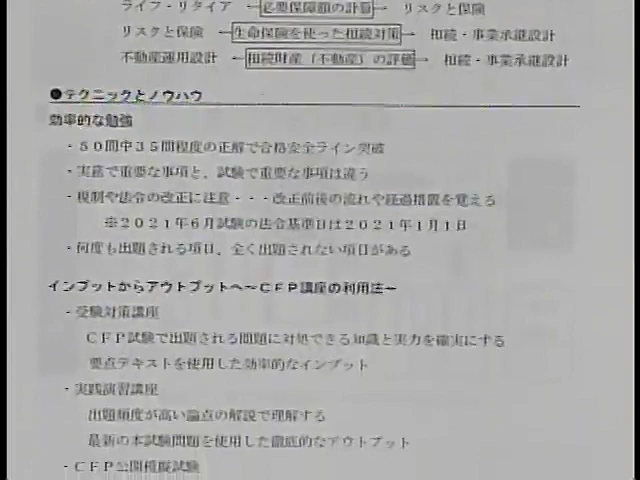 ライフ・リタイア ← 必要保障額の計算 → リスクと保険
リスクと保険 ← 生命保険を使った相続対策 → 相続・事業承継設計
不動産運用設計 ← 相続財産（不動産）の評価 → 相続・事業承継設計
●テクニックとノウハウ
効率的な勉強
・５０問中３５問程度の正解で合格安全ライン突破
・実務で重要な事項と、試験で重要な事項は違う
・税制や法令の改正に注意・・・改正前後の流れや経過措置を覚える
※２０２１年６月試験の法令基準日は２０２１年１月１日
・何度も出題される項目、全く出題されない項目がある
インプットからアウトプットへ～ＣＦＰ講座の利用法～
・受験対策講座
ＣＦＰ試験で出題される問題に対処できる知識と実力を確実にする
要点テキストを使用した効率的なインプット
・実践演習講座
出題頻度が高い論点の解説で理解する
最新の本試験問題を使用した徹底的なアウトプット
・ＣＦＰ公開模擬試験